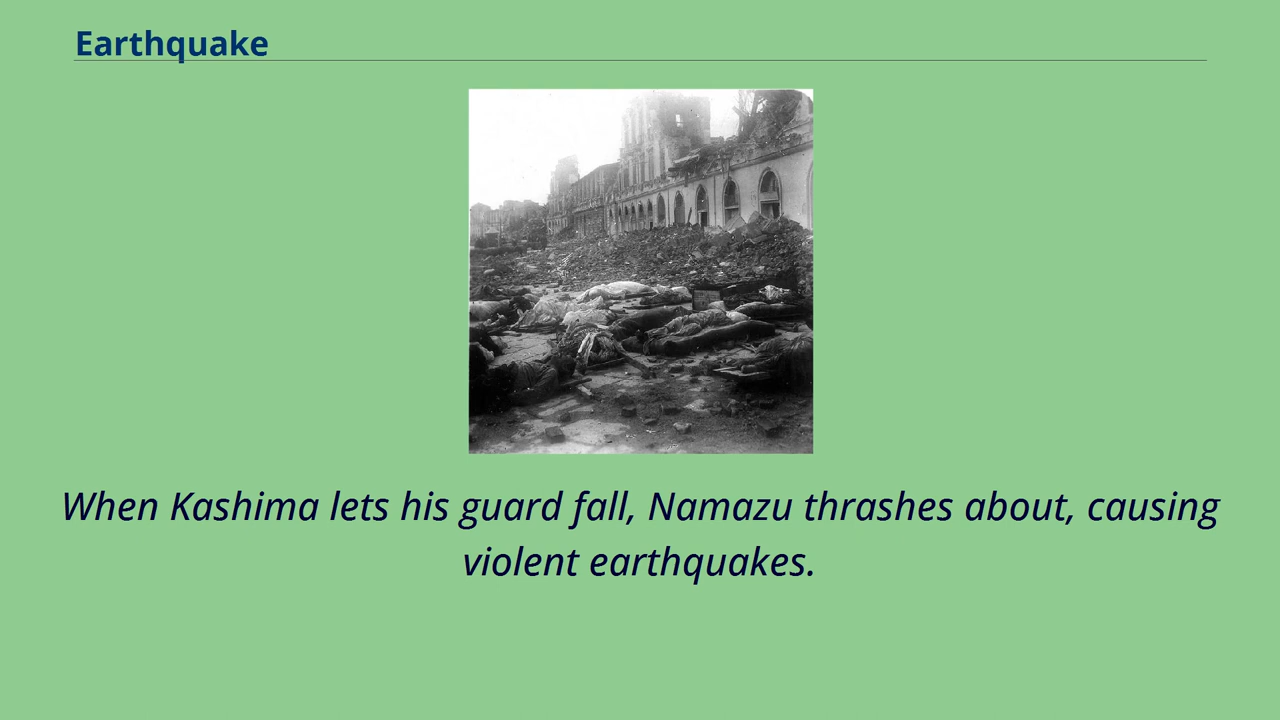 Earthquake
When Kashima lets his guard fall, Namazu thrashes about, causing
violent earthquakes.